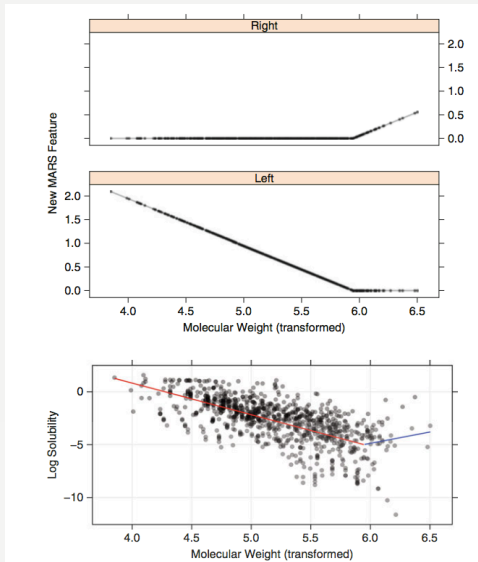 Right
2.0
1.5
1.0
0.5
0.0
New MARS Feature
Left
2.0
1.5
1.0
0.5
0.0
4.0 4.5 5.0 5.5 6.0 6.5
Molecular Weight (transformed)
0
−5
−10
Log Solubility
4.0 4.5 5.0 5.5 6.0 6.5
Molecular Weight (transformed)